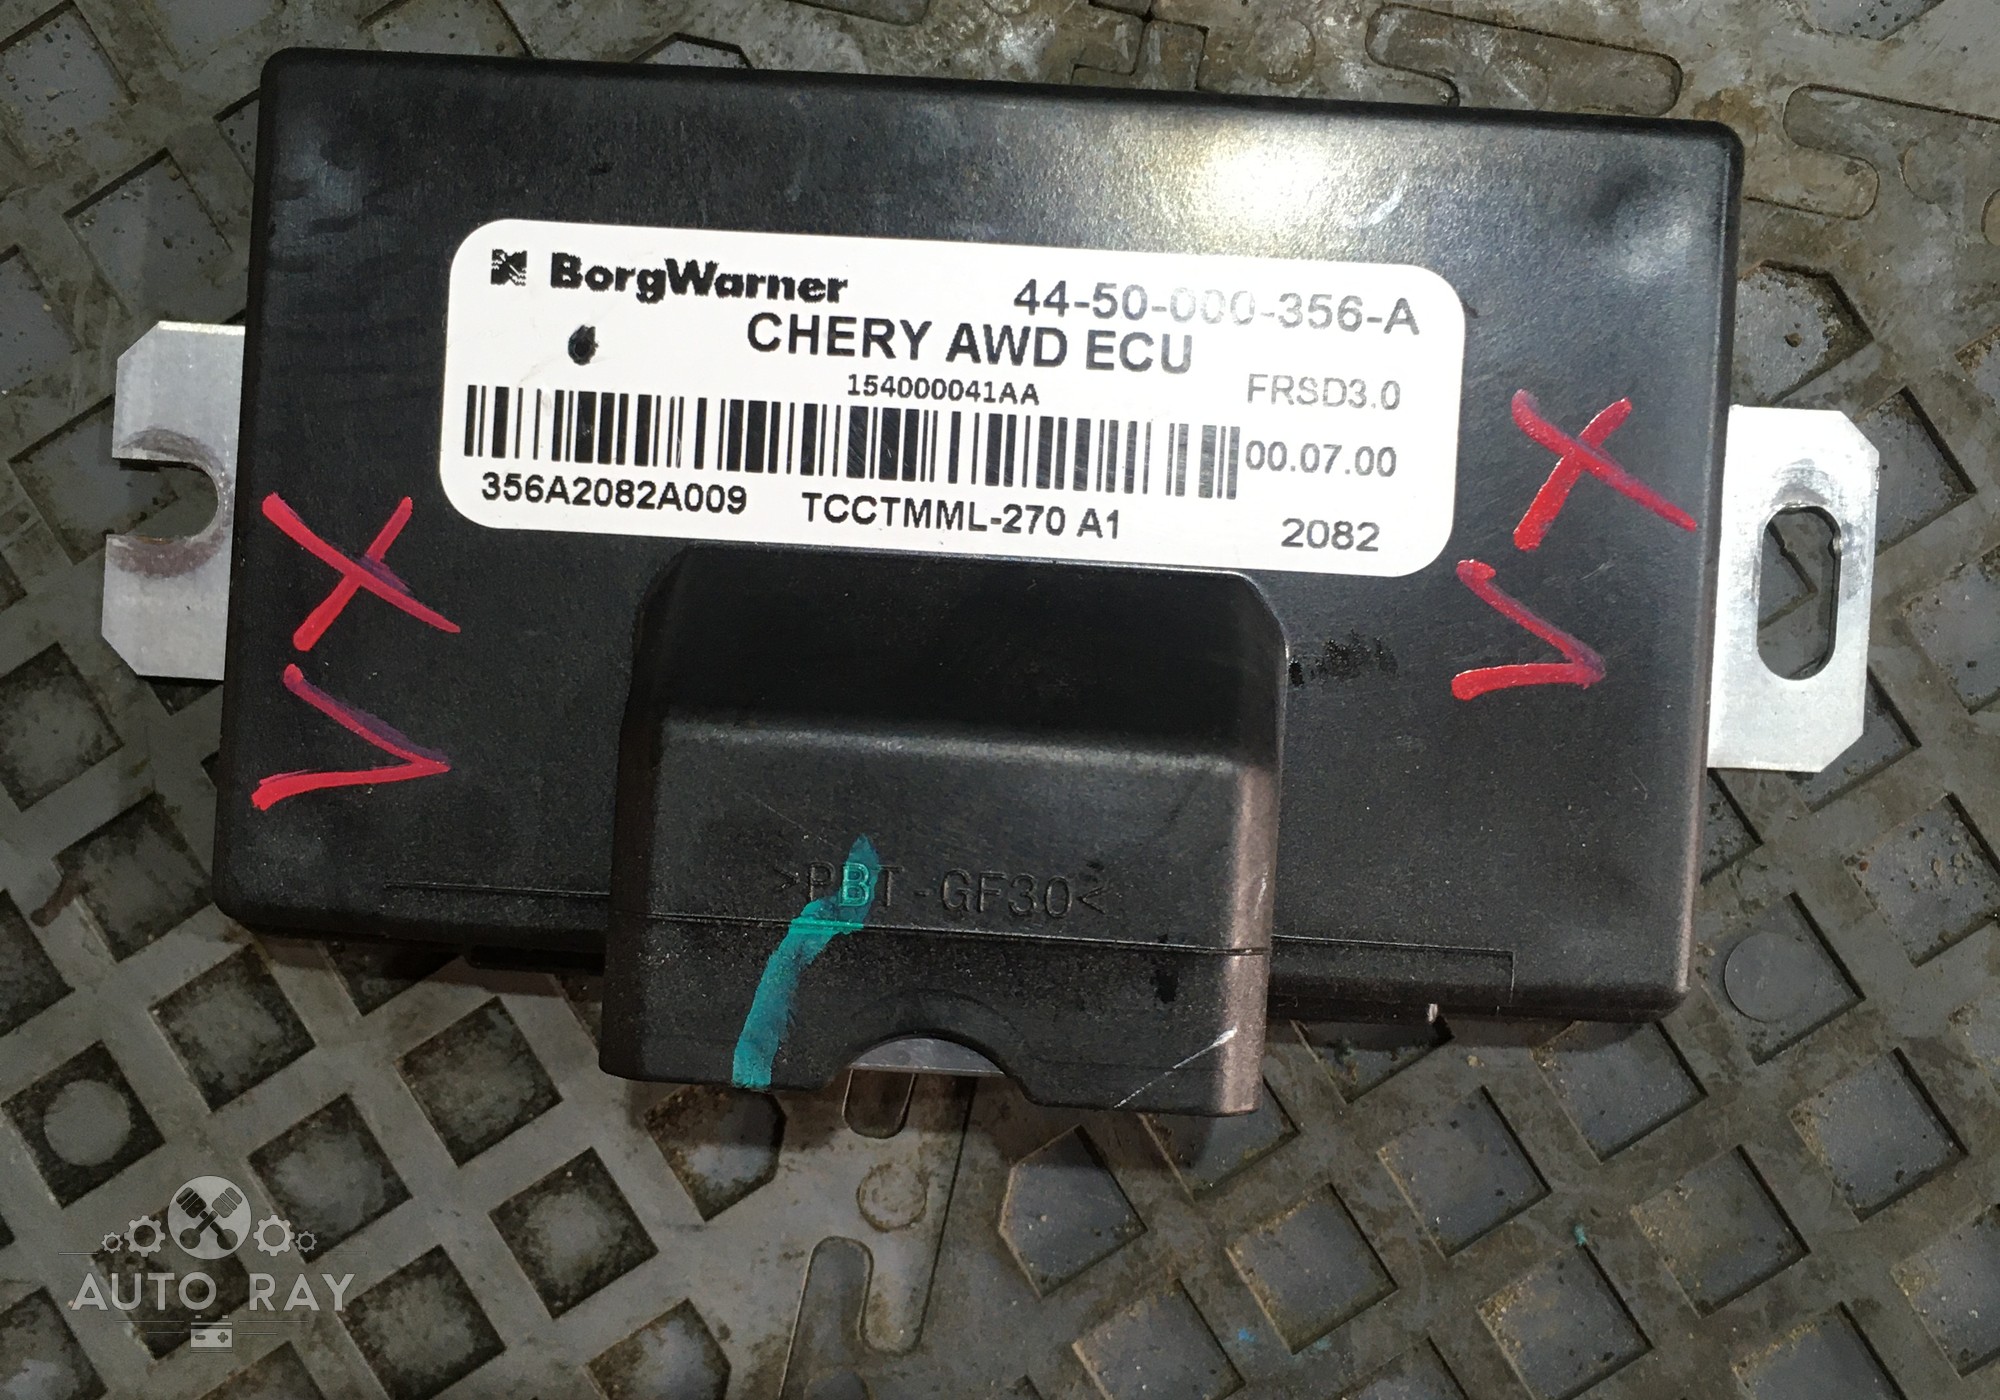 BorgWarner
44-50-000-356-A
CHERY AWD ECU
154000041AA
FRSD3.0
00.07.00
356A2082A009 TCCTMML-270 A1
2082
>PBT-GF30<
AUTO RAY